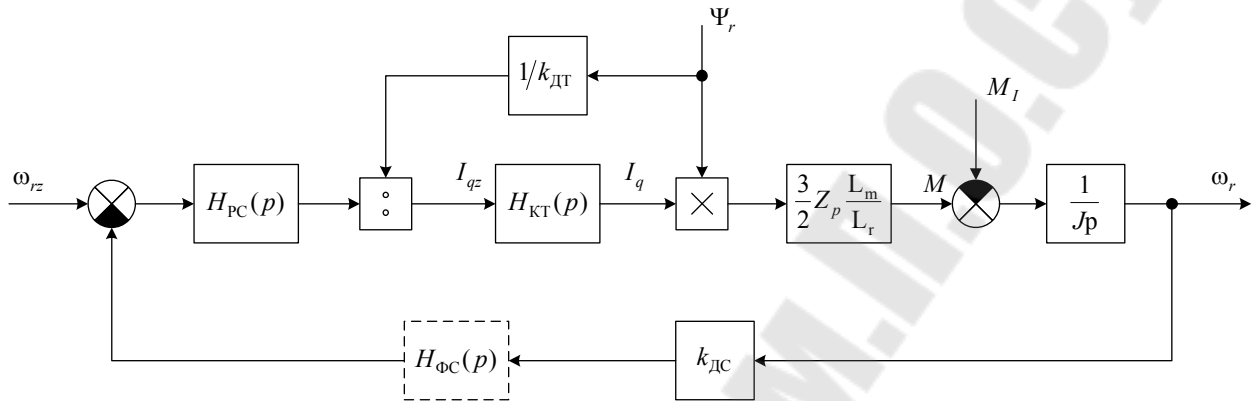 Ψ_r
1/k_ДТ
M_I
ω_rz
H_РС(p)
÷
I_qz
H_КТ(p)
I_q
×
3/2 Z_p L_m/L_r
M
1/Jp
ω_r
H_ФС(p)
k_ДС